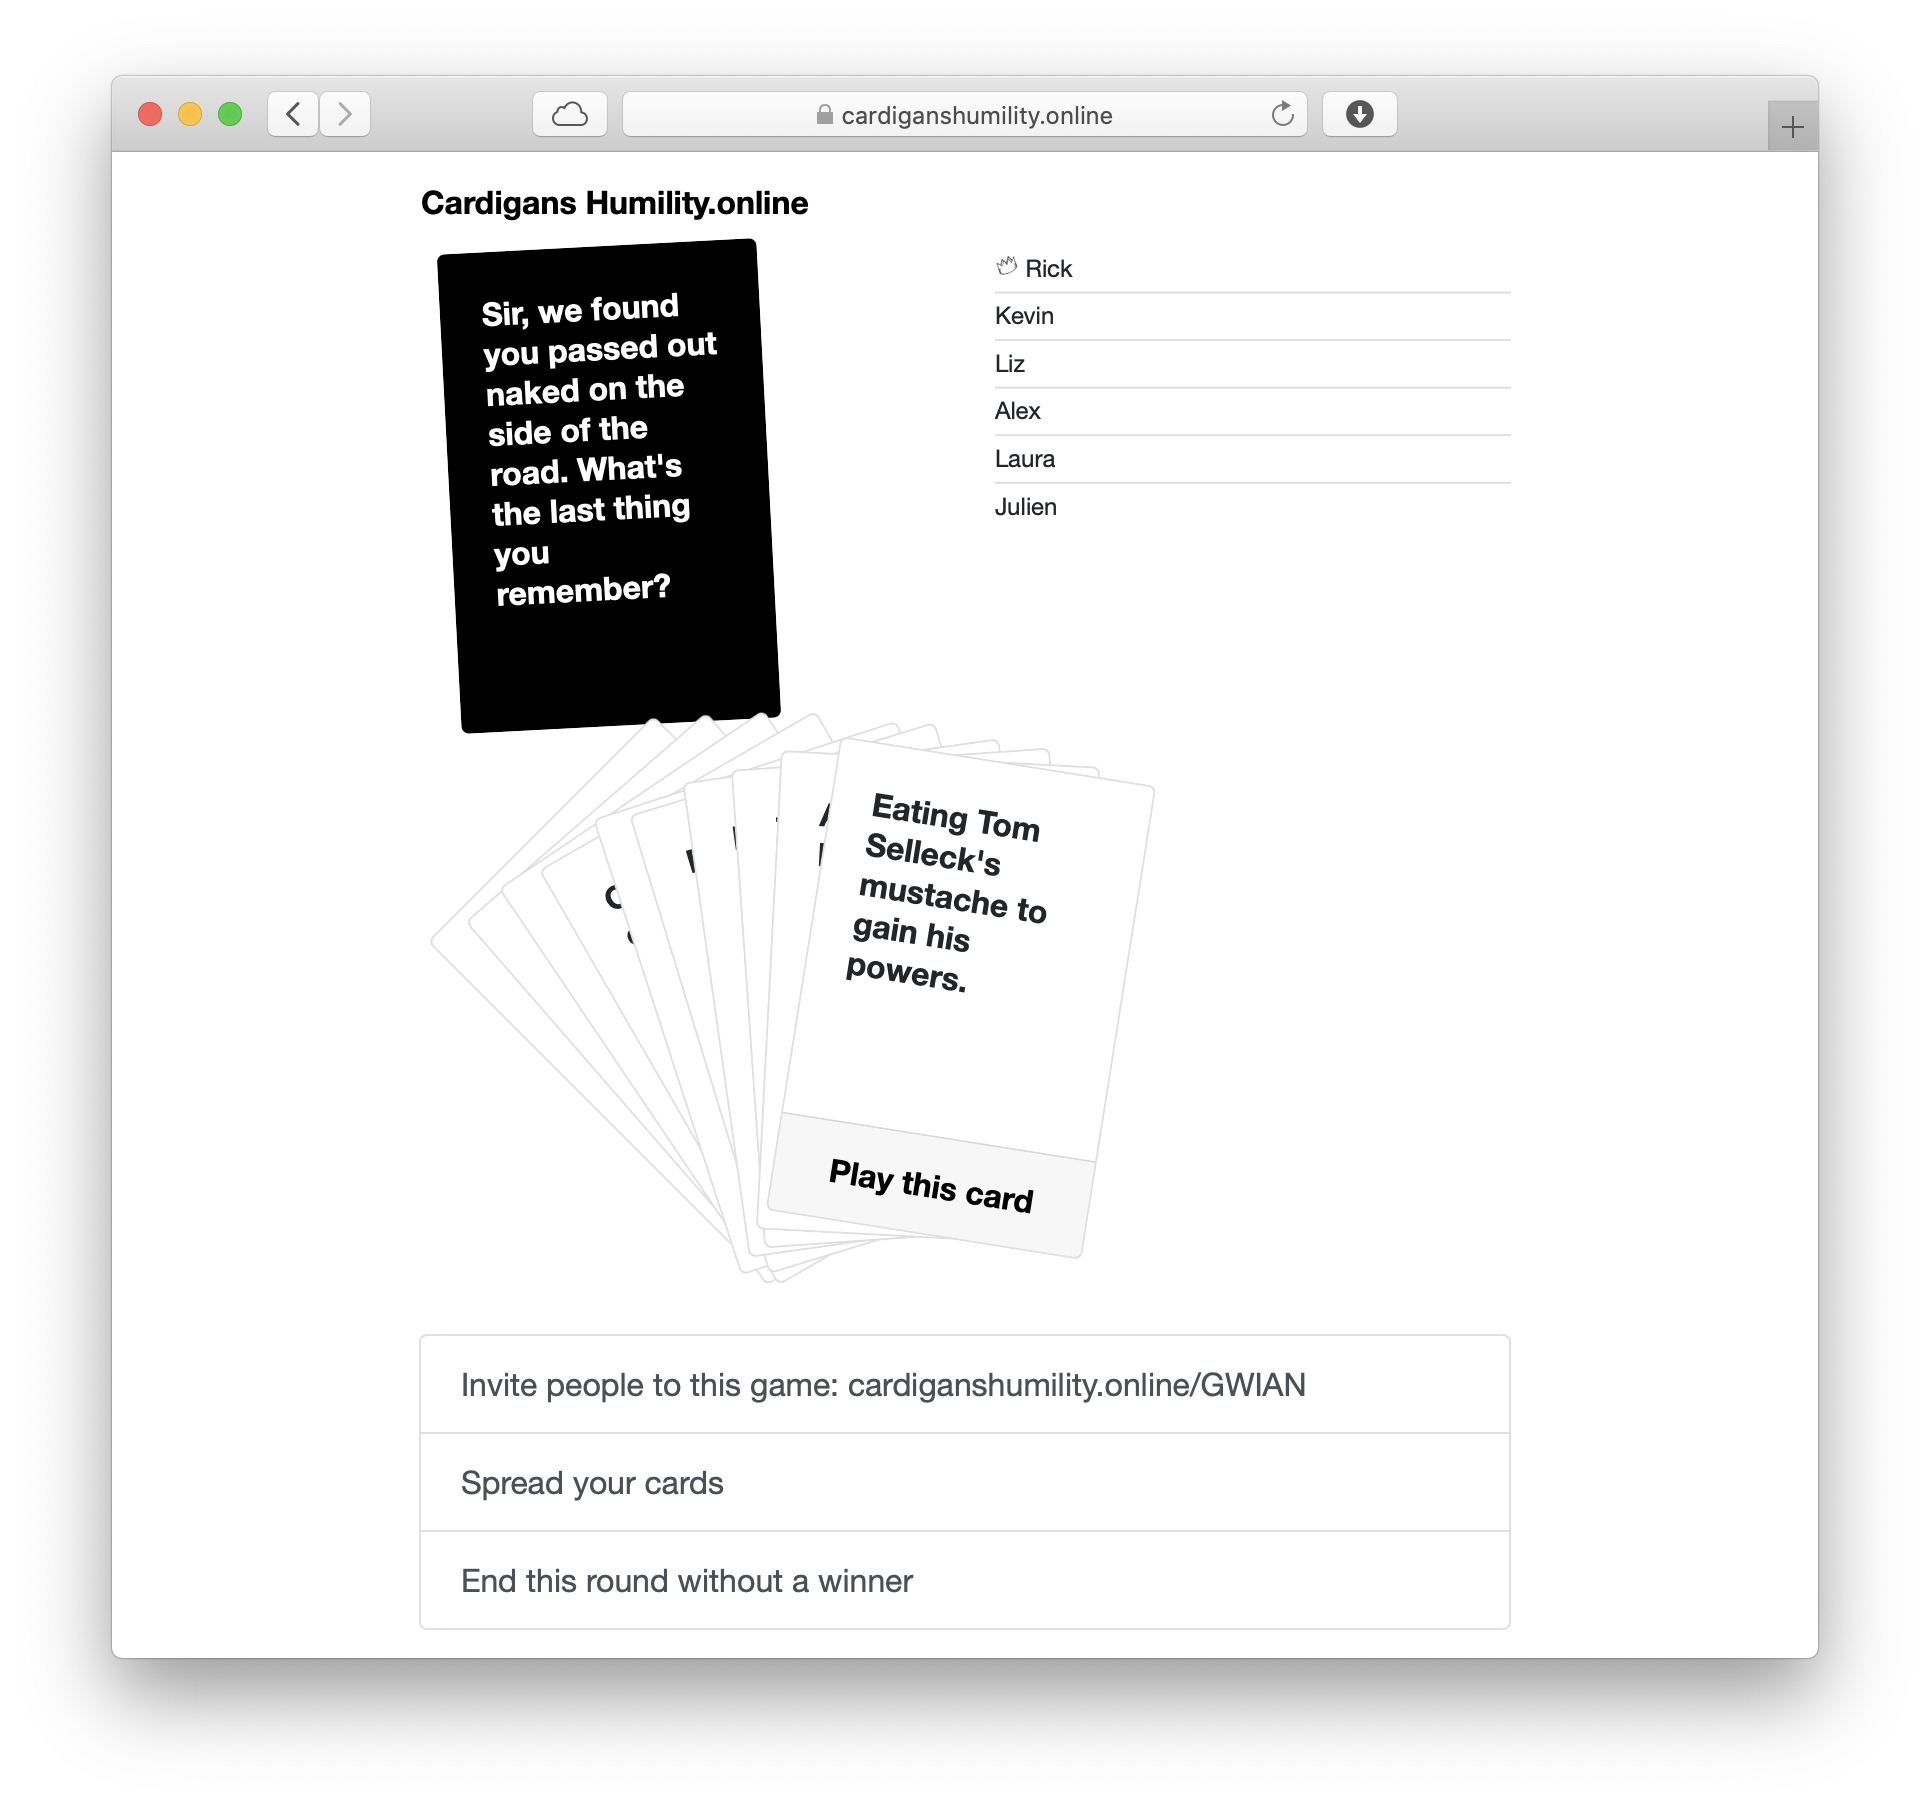 cardiganshumility.online
Cardigans Humility.online
Sir, we found
you passed out
naked on the
side of the
road. What's
the last thing
you
remember?
Rick
Kevin
Liz
Alex
Laura
Julien
Eating Tom
Selleck's
mustache to
gain his
powers.
Play this card
Invite people to this game: cardiganshumility.online/GWIAN
Spread your cards
End this round without a winner